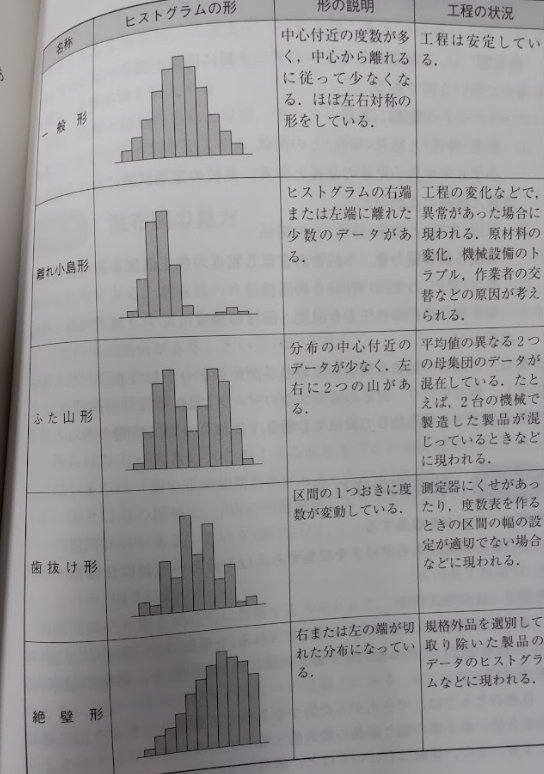 名称 ヒストグラムの形 形の説明 工程の状況
一般形
中心付近の度数が多
く，中心から離れる
に従って少なくな
る．ほぼ左右対称の
形をしている．
工程は安定してい
る．
離れ小島形
ヒストグラムの右端
または左端に離れた
少数のデータがあ
る．
工程の変化などで，
異常があった場合に
現われる．原材料の
変化，機械設備のト
ラブル，作業者の交
替などの原因が考え
られる．
ふた山形
分布の中心付近の
データが少なく，左
右に２つの山があ
る．
平均値の異なる２つ
の母集団のデータが
混在している．たと
えば，２台の機械で
製造した製品が混
じっているときなど
に現われる．
歯抜け形
区間の１つおきに度
数が変動している．
測定器にくせがあっ
たり，度数表を作る
ときの区間の幅の設
定が適切でない場合
などに現われる．
絶壁形
右または左の端が切
れた分布になってい
る．
規格外品を選別して
取り除いた製品の
データのヒストグラ
ムなどに現われる．